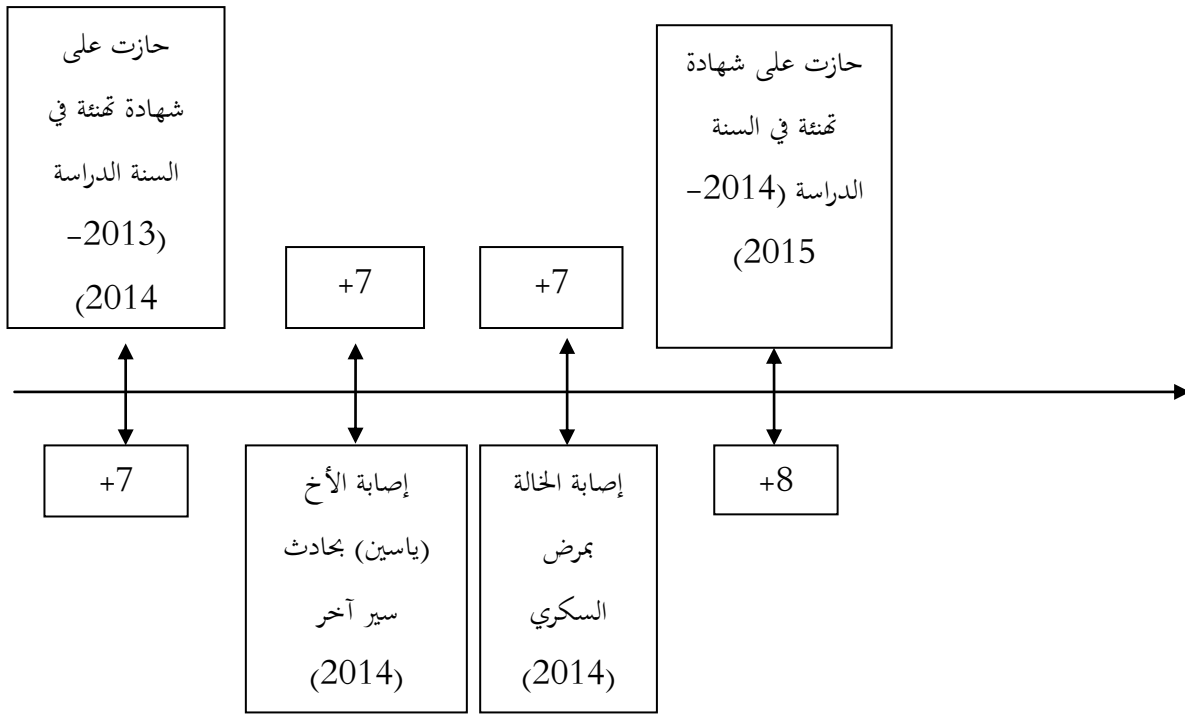 حازت على
شهادة تهنئة في
السنة الدراسة
(2013-
2014)
+7
+7
حازت على شهادة
تهنئة في السنة
الدراسة (2014-
2015)
+7
إصابة الأخ
(ياسين) بحادث
سير آخر
(2014)
إصابة الخالة
بمرض
السكري
(2014)
+8